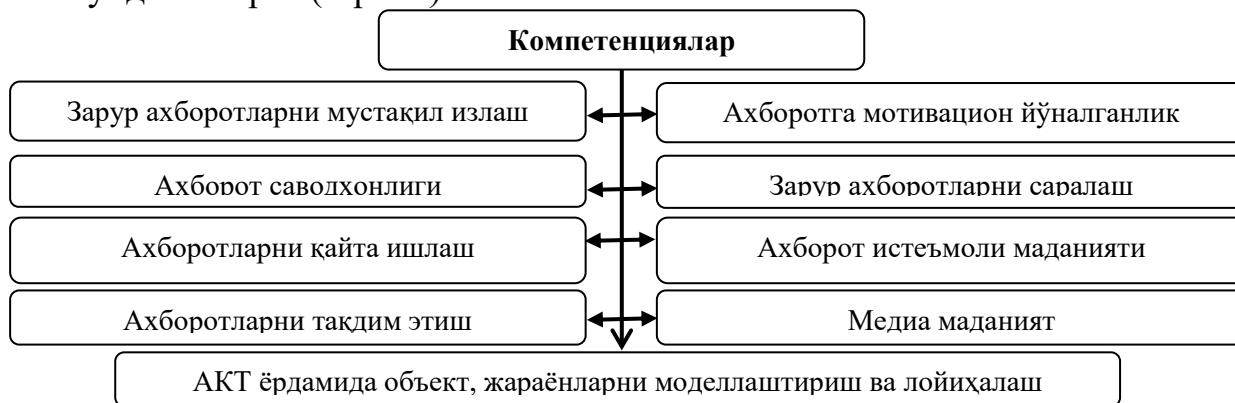 Компетенциялар
Зарур ахборотларни мустақил излаш
Ахборотга мотивацион йўналганлик
Ахборот саводхонлиги
Зарур ахборотларни саралаш
Ахборотларни қайта ишлаш
Ахборот истеъмоли маданияти
Ахборотларни тақдим этиш
Медиа маданият
АКТ ёрдамида объект, жараёнларни моделлаштириш ва лойиҳалаш